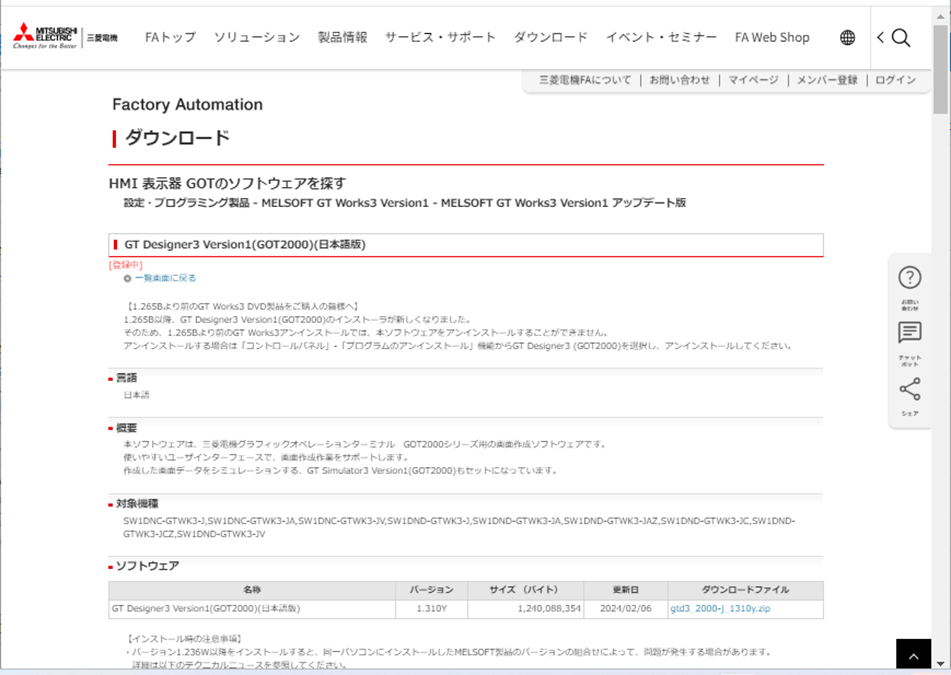 MITSUBISHI
ELECTRIC
Changes for the Better
三菱電機
FAトップ ソリューション 製品情報 サービス・サポート ダウンロード イベント・セミナー FA Web Shop
三菱電機FAについて | お問い合わせ | マイページ | メンバー登録 | ログイン
Factory Automation
ダウンロード
HMI 表示器 GOTのソフトウェアを探す
設定・プログラミング製品 - MELSOFT GT Works3 Version1 - MELSOFT GT Works3 Version1 アップデート版
GT Designer3 Version1(GOT2000)(日本語版)
[登録中]
一覧画面に戻る
【1.265Bより前のGT Works3 DVD製品をご購入の皆様へ】
1.265B以降、GT Designer3 Version1(GOT2000)のインストーラが新しくなりました。
そのため、1.265Bより前のGT Works3アンインストールでは、本ソフトウェアをアンインストールすることができません。
アンインストールする場合は「コントロールパネル」-「プログラムのアンインストール」機能からGT Designer3 (GOT2000)を選択し、アンインストールしてください。
言語
日本語
概要
本ソフトウェアは、三菱電機グラフィックオペレーションターミナル GOT2000シリーズ用の画面作成ソフトウェアです。
使いやすいユーザインターフェースで、画面作成作業をサポートします。
作成した画面データをシミュレーションする、GT Simulator3 Version1(GOT2000)もセットになっています。
対象機種
SW1DNC-GTWK3-J,SW1DNC-GTWK3-JA,SW1DNC-GTWK3-JV,SW1DND-GTWK3-J,SW1DND-GTWK3-JA,SW1DND-GTWK3-JAZ,SW1DND-GTWK3-JC,SW1DND-
GTWK3-JCZ,SW1DND-GTWK3-JV
ソフトウェア
名称 バージョン サイズ (バイト) 更新日 ダウンロードファイル
GT Designer3 Version1(GOT2000)(日本語版) 1.310Y 1,240,088,354 2024/02/06 gtd3_2000-j_1310y.zip
【インストール時の注意事項】
・バージョン1.236W以降をインストールすると、同一パソコンにインストールしたMELSOFT製品のバージョンの組合せによって、問題が発生する場合があります。
詳細は以下のテクニカルニュースを参照してください。
お問い
合わせ
チャット
ボット
シェア